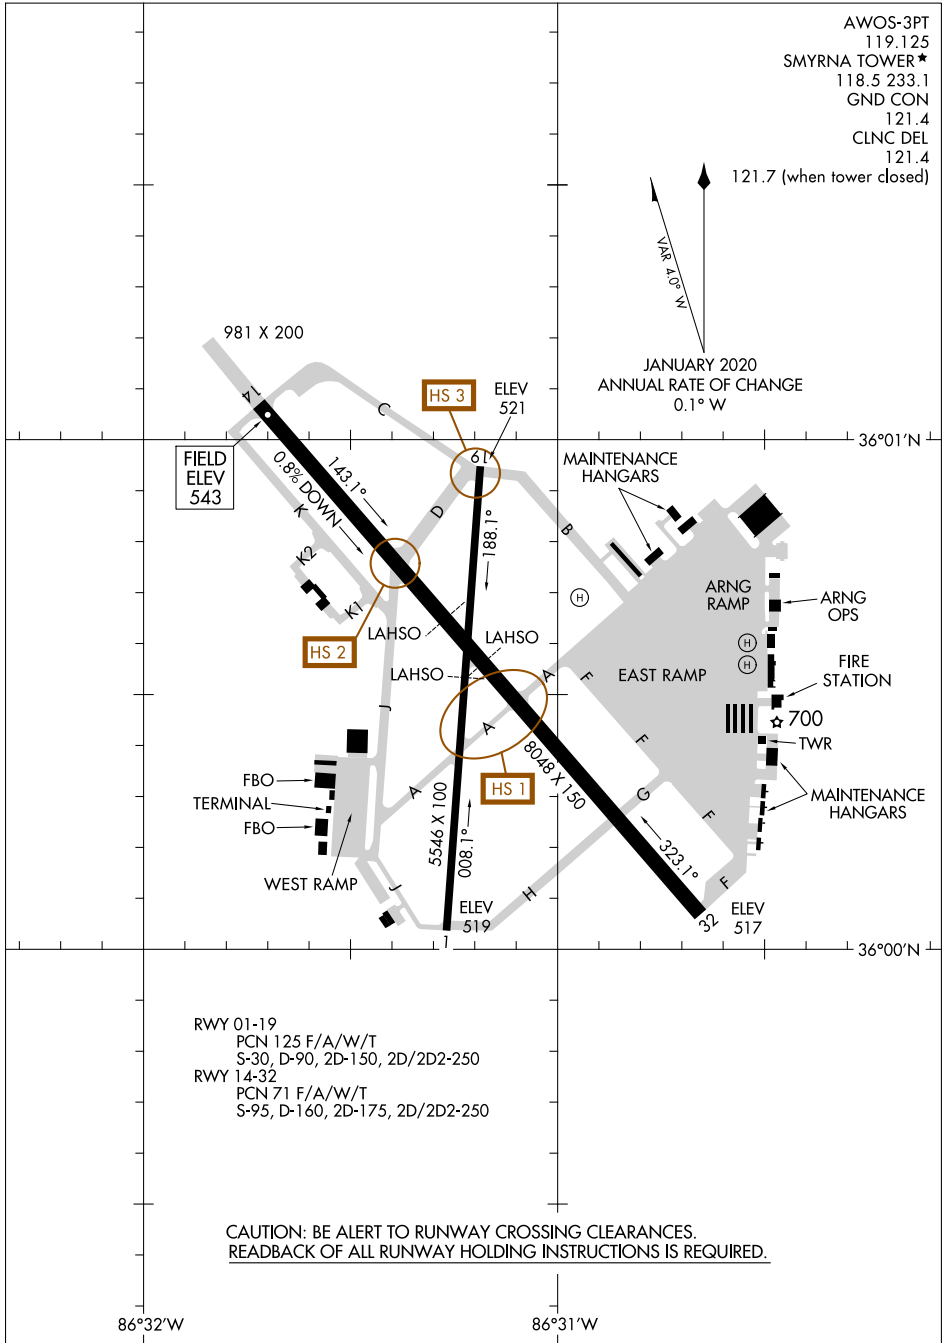 AWOS-3PT
119.125
SMYRNA TOWER★
118.5 233.1
GND CON
121.4
CLNC DEL
121.4
121.7 (when tower closed)
VAR 4.0° W
JANUARY 2020
ANNUAL RATE OF CHANGE
0.1° W
981 X 200
14
C
HS 3
ELEV
521
36°01'N
FIELD
ELEV
543
0.8% DOWN
143.1°
19
D
188.1°
B
MAINTENANCE
HANGARS
K
K2
K1
H
ARNG
RAMP
ARNG
OPS
HS 2
LAHSO
LAHSO
LAHSO
H
H
EAST RAMP
FIRE
STATION
A
F
J
A
F
700
TWR
HS 1
8048 X 150
FBO
TERMINAL
FBO
A
5546 X 100
008.1°
G
F
MAINTENANCE
HANGARS
323.1°
WEST RAMP
J
H
F
ELEV
519
ELEV
517
1
32
36°00'N
RWY 01-19
PCN 125 F/A/W/T
S-30, D-90, 2D-150, 2D/2D2-250
RWY 14-32
PCN 71 F/A/W/T
S-95, D-160, 2D-175, 2D/2D2-250
CAUTION: BE ALERT TO RUNWAY CROSSING CLEARANCES.
READBACK OF ALL RUNWAY HOLDING INSTRUCTIONS IS REQUIRED.
86°32'W
86°31'W